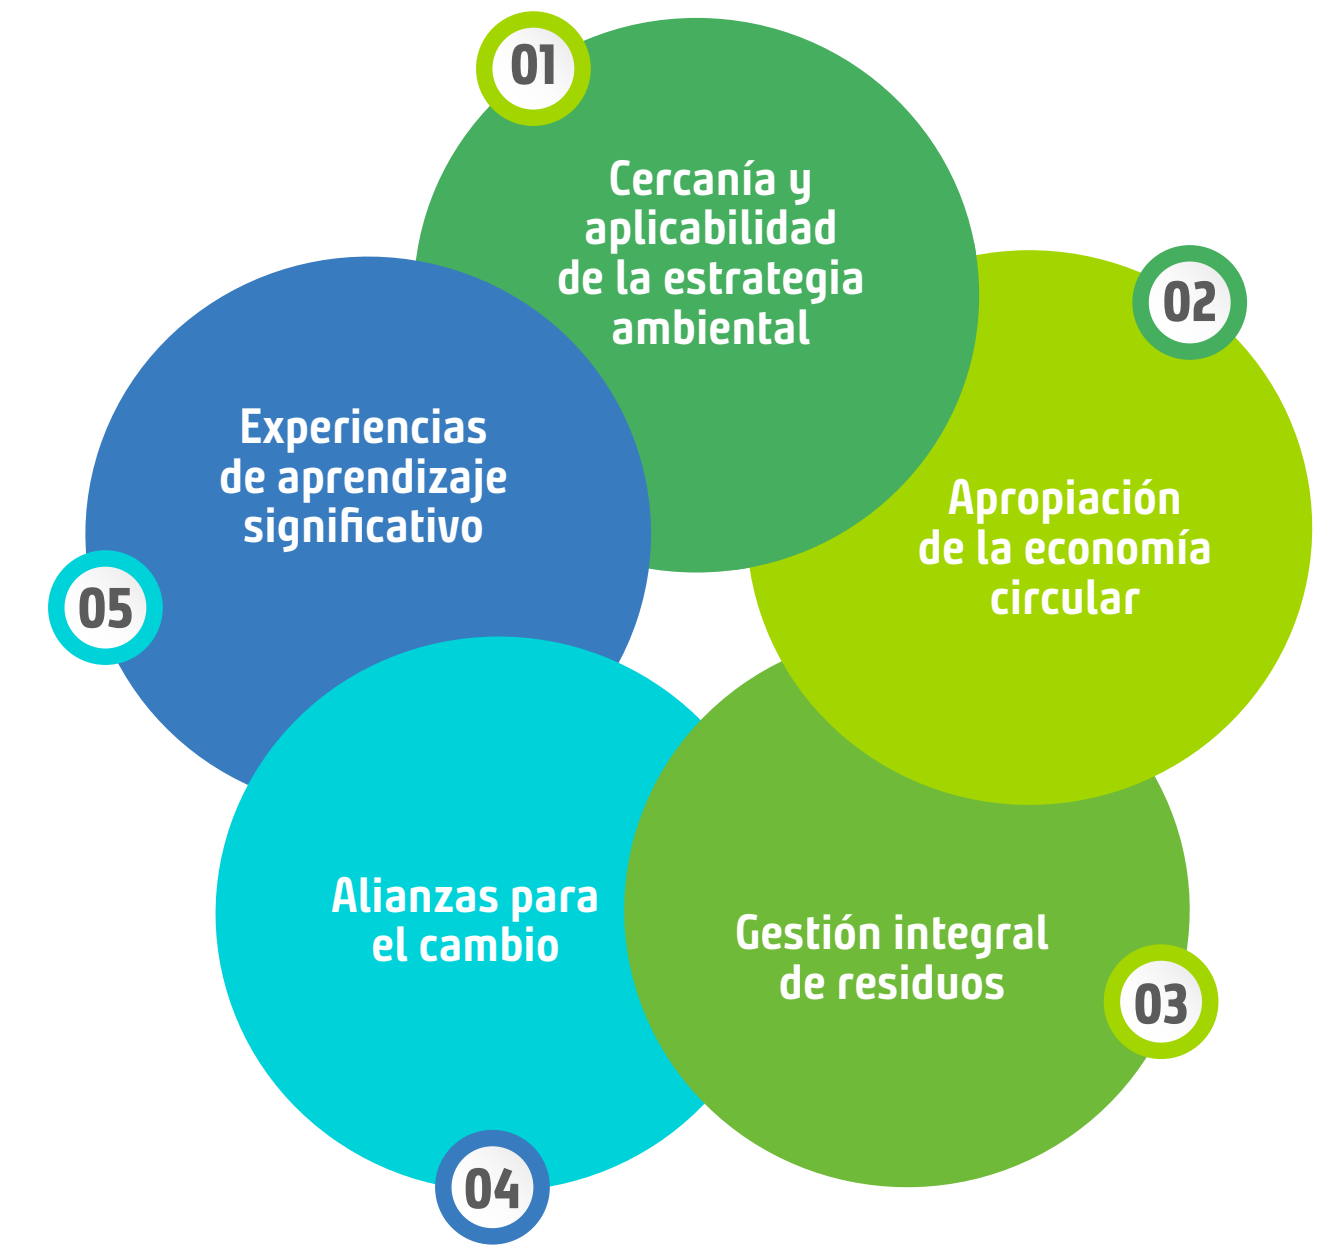 01
Cercanía y
aplicabilidad
de la estrategia
ambiental
02
Apropiación
de la economía
circular
03
Gestión integral
de residuos
04
Alianzas para
el cambio
05
Experiencias
de aprendizaje
significativo